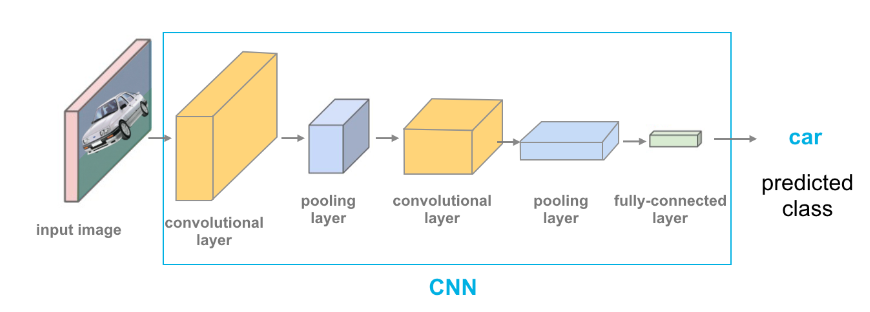 input image
convolutional
layer
pooling
layer
convolutional
layer
pooling
layer
fully-connected
layer
car
predicted
class
CNN